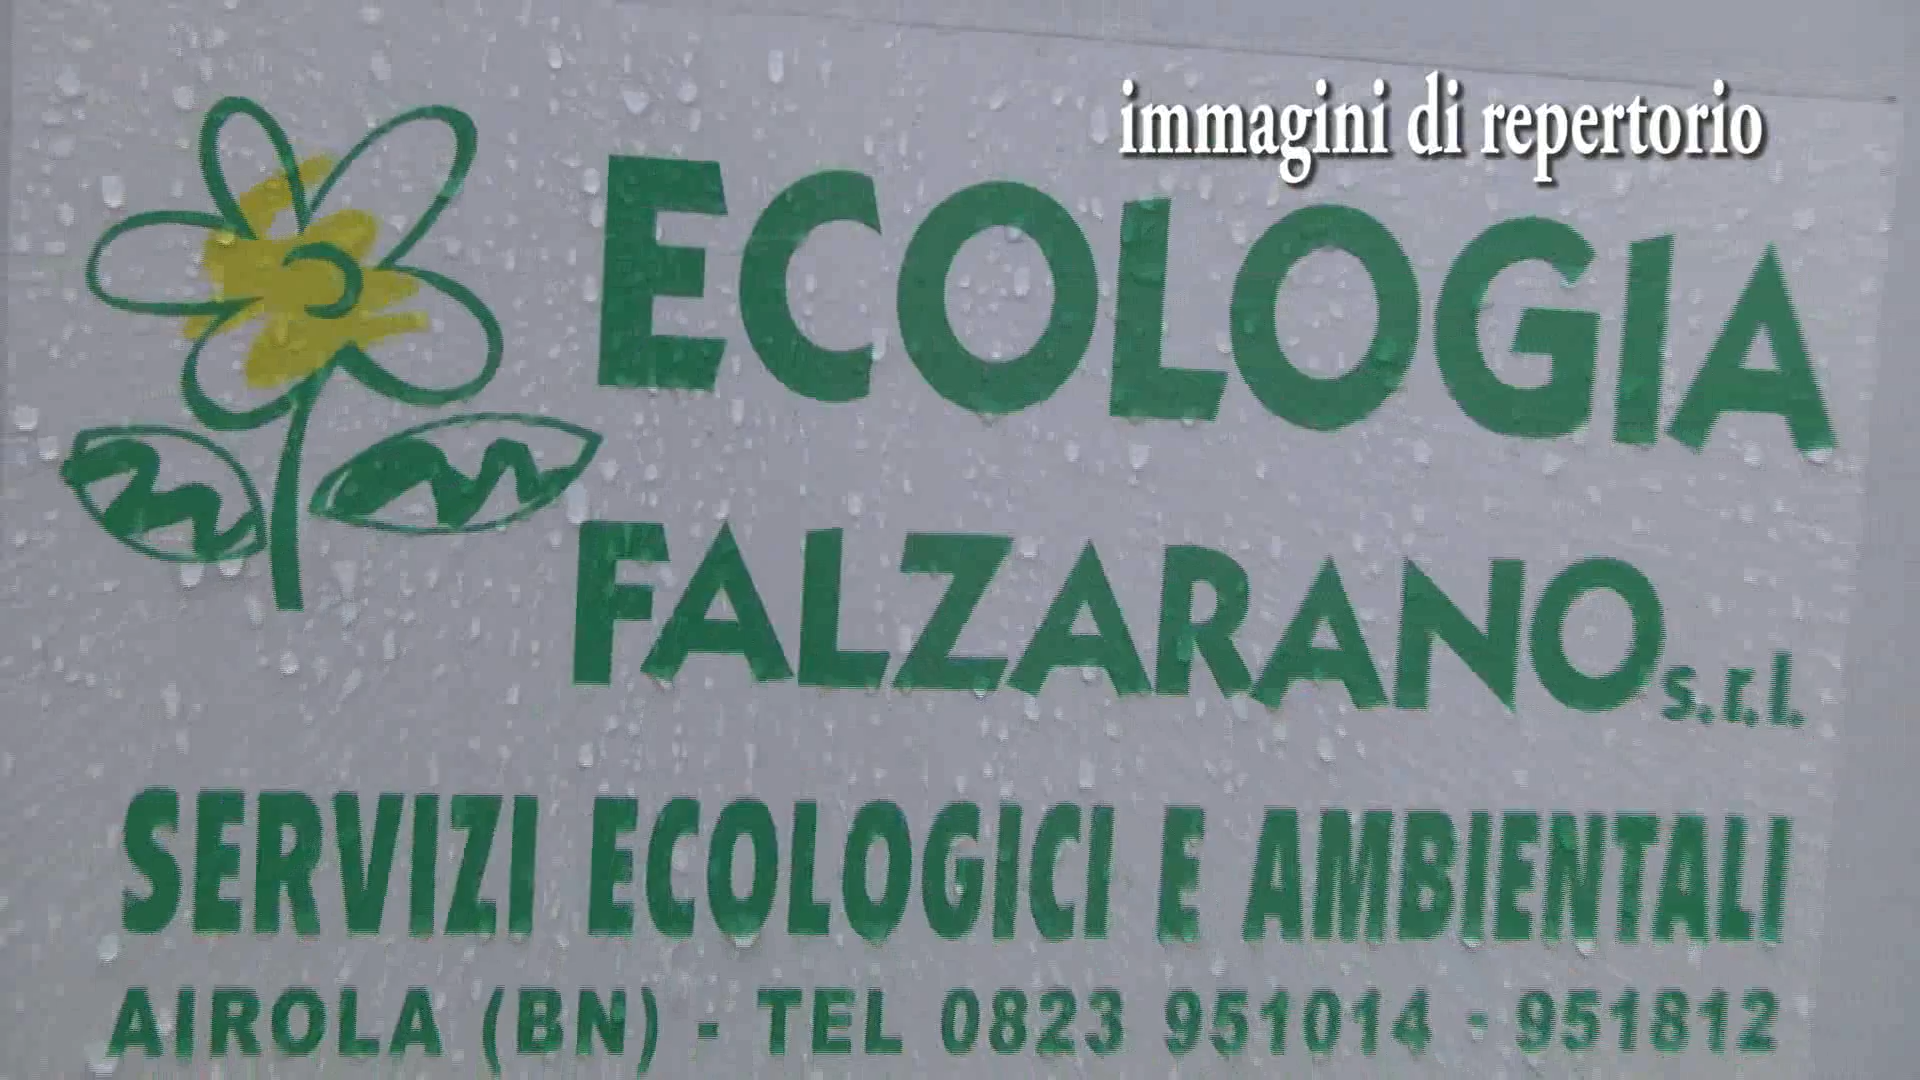 immagini di repertorio
ECOLOGIA
FALZARANO s.r.l.
SERVIZI ECOLOGICI E AMBIENTALI
AIROLA (BN) - TEL 0823 951014 - 951812